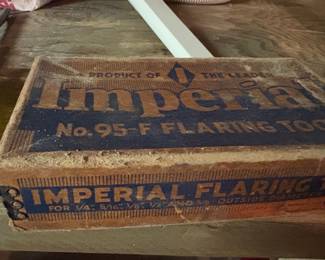 PRODUCT OF THE LEADER
Imperial
No. 95-F FLARING TOO
IMPERIAL FLARING
FOR 1/4", 5/16", 3/8", 1/2" AND 5/8" OUTSIDE